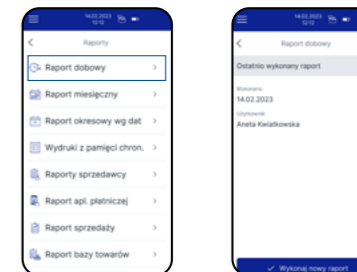 14.02.2023
12:12
Raporty
Raport dobowy
Raport miesięczny
Raport okresowy wg dat
Wydruki z pamięci chron.
Raporty sprzedawcy
Raport apl. płatniczej
Raport sprzedaży
Raport bazy towarów
14.02.2023
12:12
Raport dobowy
Ostatnio wykonany raport
Wykonano
14.02.2023
Użytkownik
Aneta Kwiatkowska
Wykonaj nowy raport